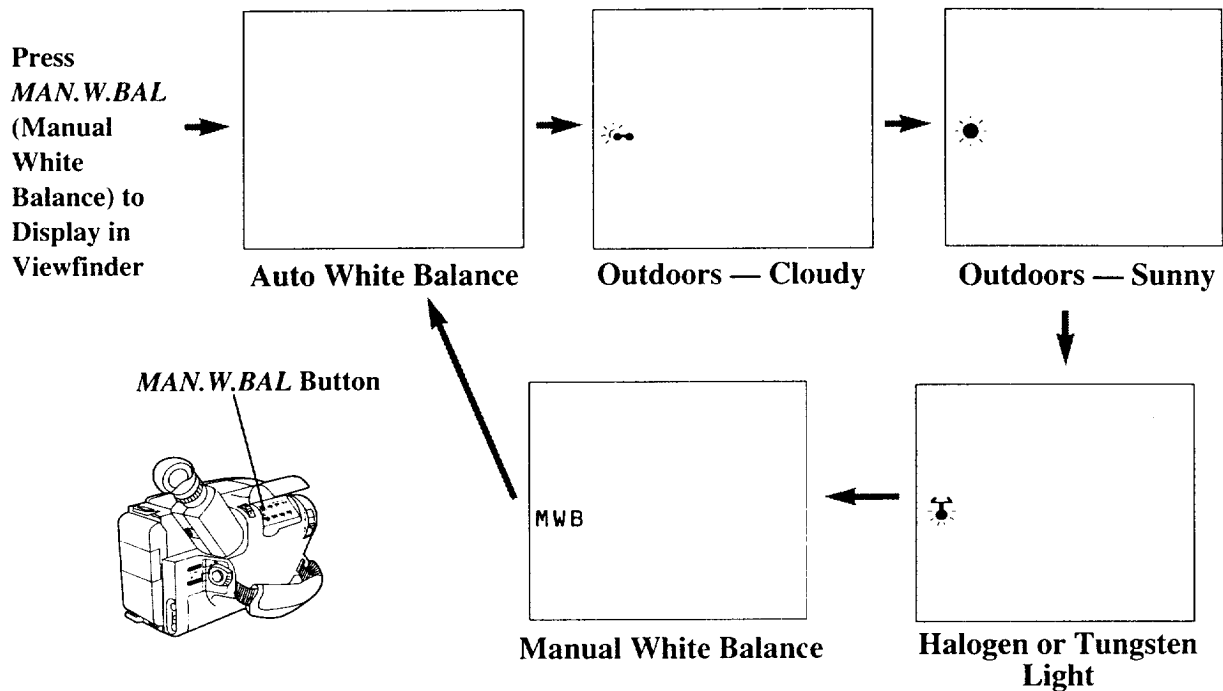 Press
MAN.W.BAL
(Manual
White
Balance) to
Display in
Viewfinder
Auto White Balance
Outdoors — Cloudy
Outdoors — Sunny
MAN.W.BAL Button
MWB
Manual White Balance
Halogen or Tungsten
Light